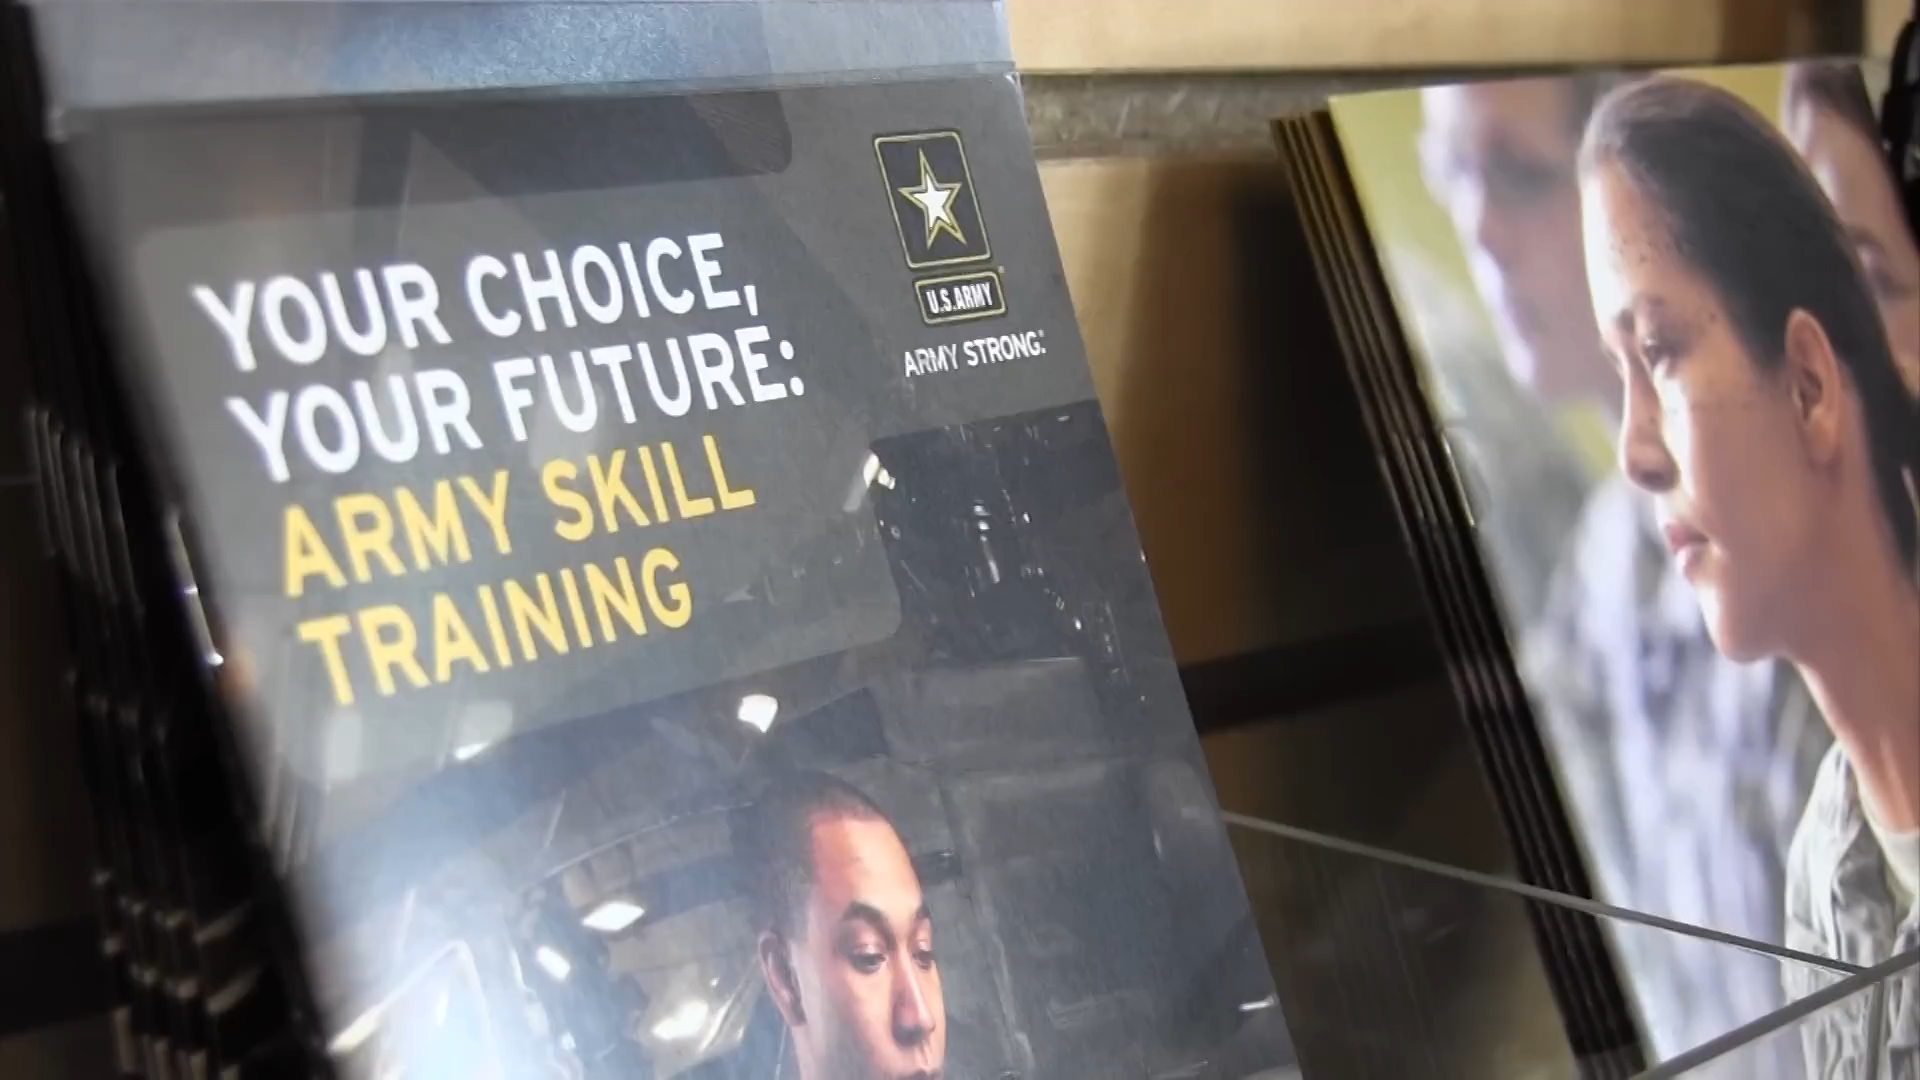 YOUR CHOICE,
YOUR FUTURE:
ARMY SKILL
TRAINING
U.S.ARMY
ARMY STRONG.